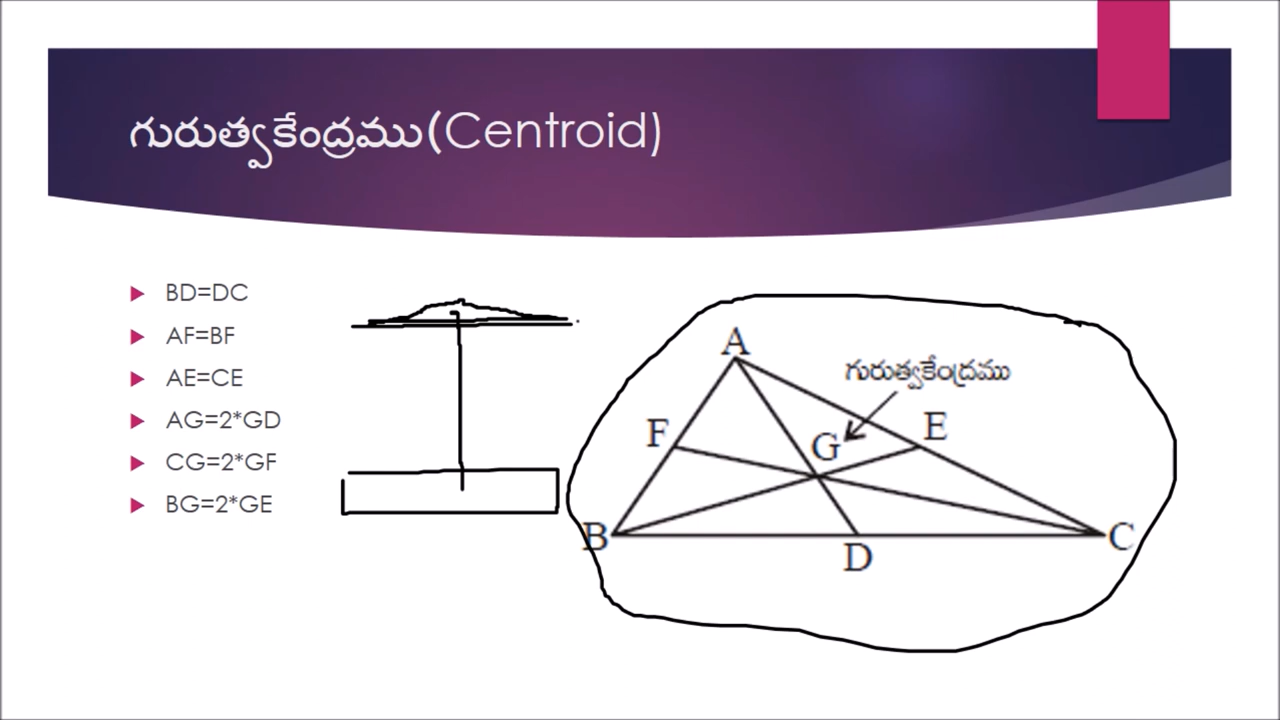 గురుత్వకేంద్రము(Centroid)
BD=DC
AF=BF
AE=CE
AG=2*GD
CG=2*GF
BG=2*GE
A
గురుత్వకేంద్రము
F
G
E
B
D
C